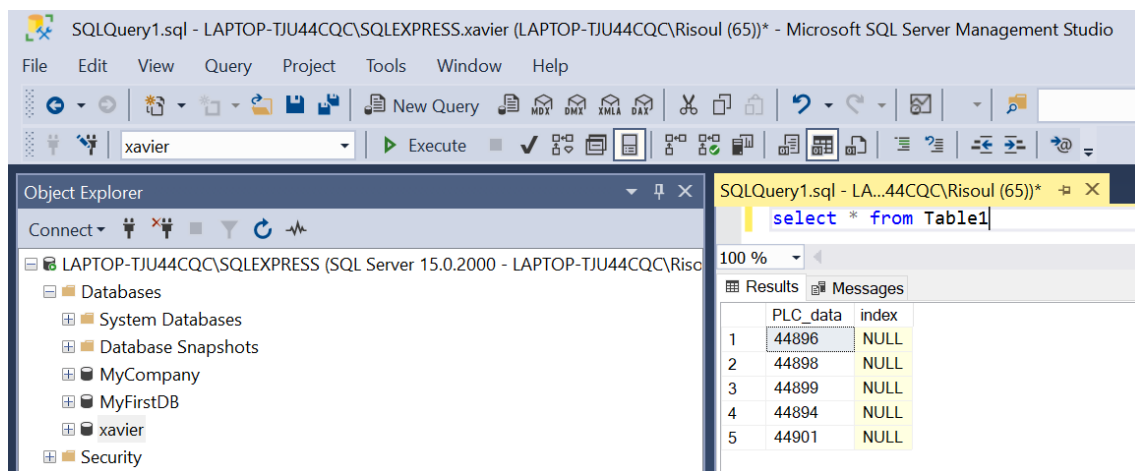 SQLQuery1.sql - LAPTOP-TJU44CQC\SQLEXPRESS.xavier (LAPTOP-TJU44CQC\Risoul (65))* - Microsoft SQL Server Management Studio
File Edit View Query Project Tools Window Help
New Query MDX DMX XMLA DAX
xavier Execute
Object Explorer
Connect
LAPTOP-TJU44CQC\SQLEXPRESS (SQL Server 15.0.2000 - LAPTOP-TJU44CQC\Riso
Databases
System Databases
Database Snapshots
MyCompany
MyFirstDB
xavier
Security
SQLQuery1.sql - LA...44CQC\Risoul (65))*
select * from Table1
100 %
Results Messages
PLC_data index
1 44896 NULL
2 44898 NULL
3 44899 NULL
4 44894 NULL
5 44901 NULL